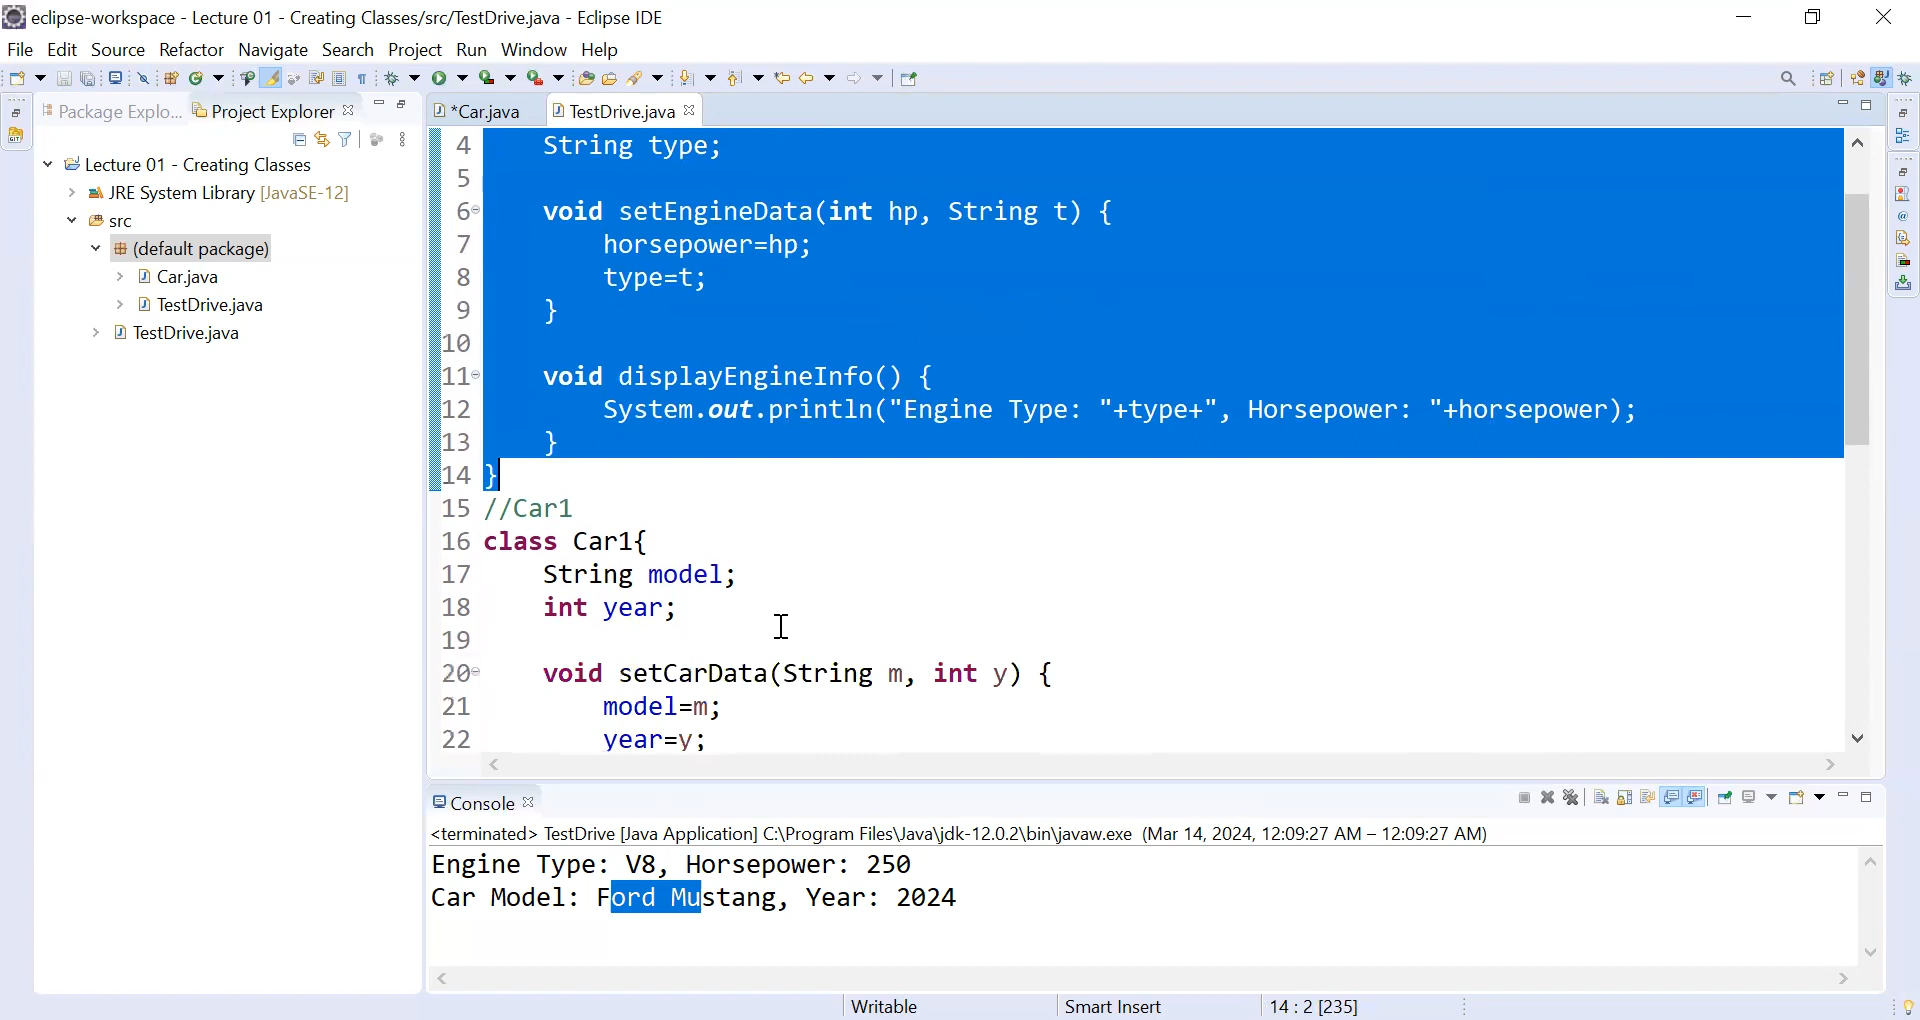 eclipse-workspace - Lecture 01 - Creating Classes/src/TestDrive.java - Eclipse IDE
File Edit Source Refactor Navigate Search Project Run Window Help
Package Explo...
Project Explorer
*Car.java
TestDrive.java
Lecture 01 - Creating Classes
JRE System Library [JavaSE-12]
src
(default package)
Car.java
TestDrive.java
TestDrive.java
4 String type;
5
6 void setEngineData(int hp, String t) {
7 horsepower=hp;
8 type=t;
9 }
10
11 void displayEngineInfo() {
12 System.out.println("Engine Type: "+type+", Horsepower: "+horsepower);
13 }
14 }
15 //Car1
16 class Car1{
17 String model;
18 int year;
19
20 void setCarData(String m, int y) {
21 model=m;
22 year=y;
Console
<terminated> TestDrive [Java Application] C:\Program Files\Java\jdk-12.0.2\bin\javaw.exe (Mar 14, 2024, 12:09:27 AM – 12:09:27 AM)
Engine Type: V8, Horsepower: 250
Car Model: Ford Mustang, Year: 2024
Writable
Smart Insert
14 : 2 [235]